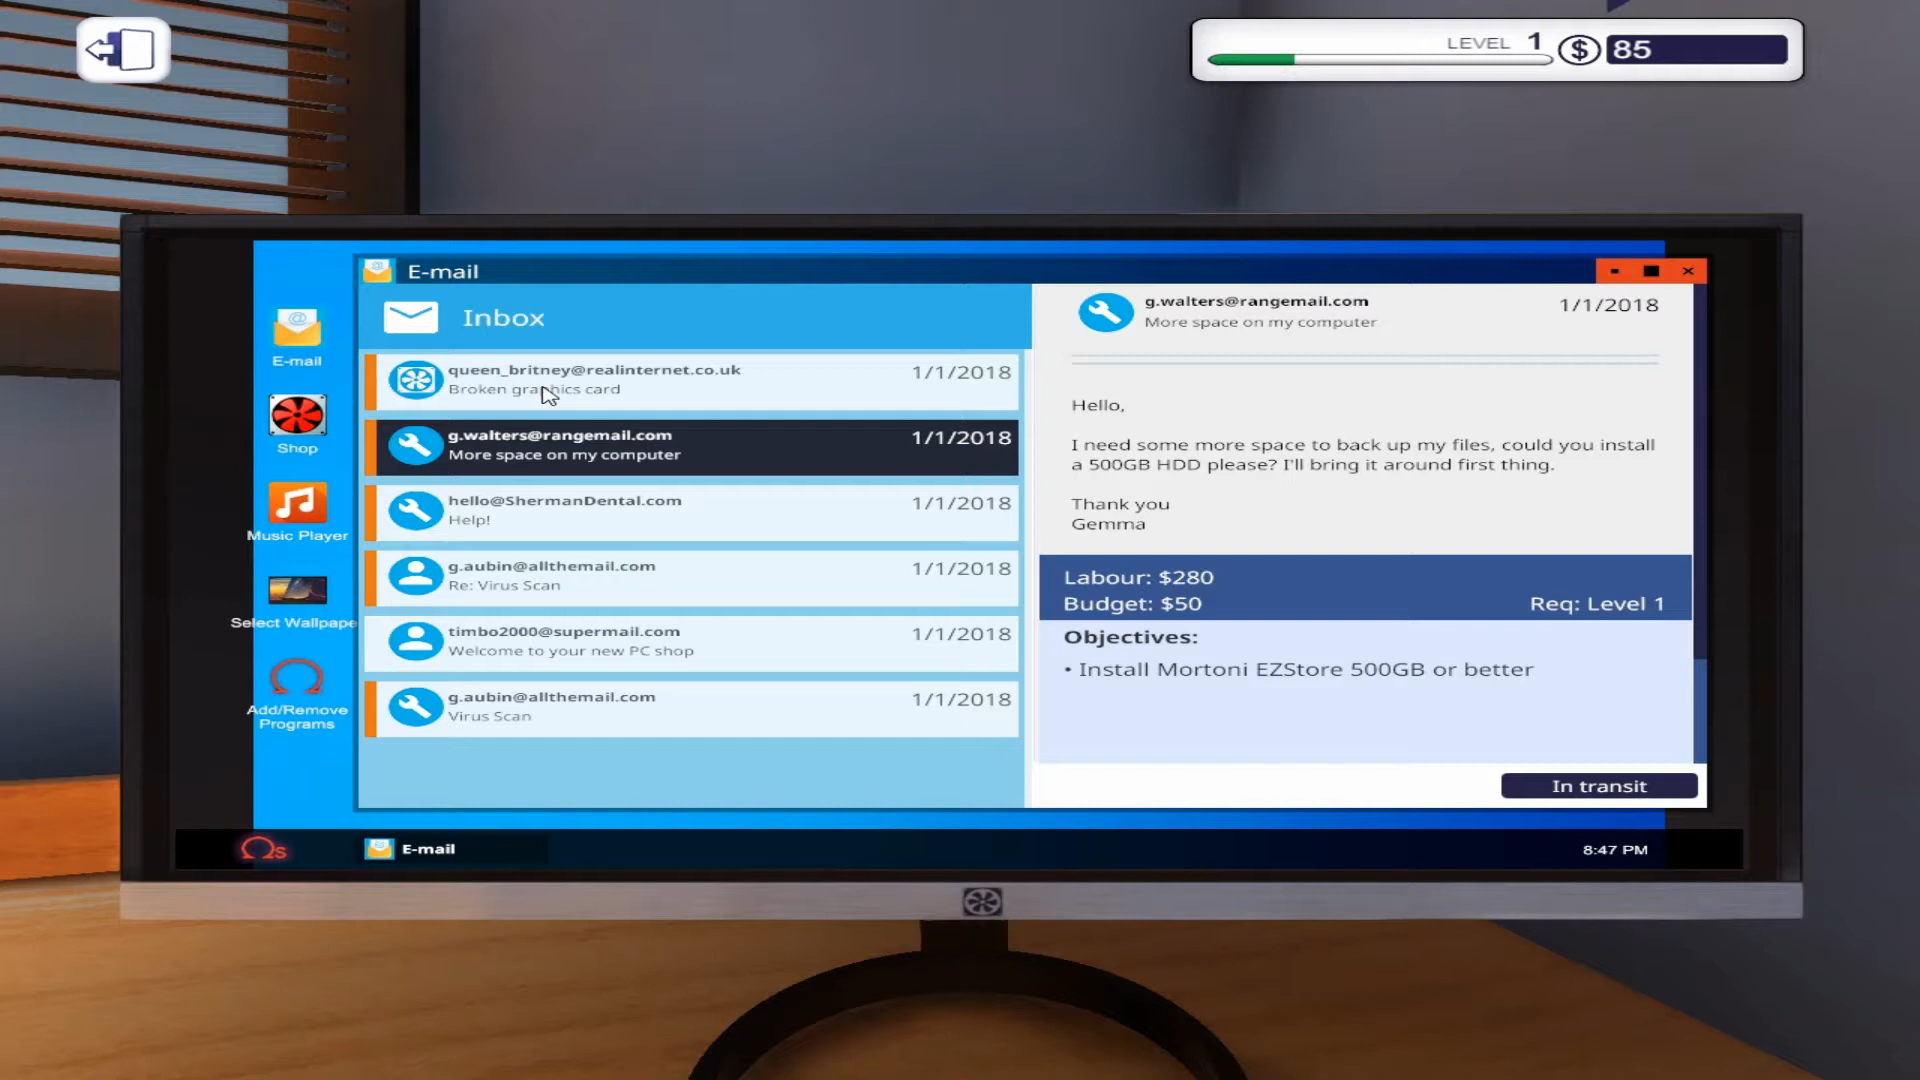 LEVEL 1
$ 85
E-mail
Inbox
queen_britney@realinternet.co.uk 1/1/2018
Broken graphics card
g.walters@rangemail.com 1/1/2018
More space on my computer
hello@ShermanDental.com 1/1/2018
Help!
g.aubin@allthemail.com 1/1/2018
Re: Virus Scan
timbo2000@supermail.com 1/1/2018
Welcome to your new PC shop
g.aubin@allthemail.com 1/1/2018
Virus Scan
g.walters@rangemail.com 1/1/2018
More space on my computer
Hello,
I need some more space to back up my files, could you install
a 500GB HDD please? I'll bring it around first thing.
Thank you
Gemma
Labour: $280
Budget: $50 Req: Level 1
Objectives:
• Install Mortoni EZStore 500GB or better
In transit
E-mail
Shop
Music Player
Select Wallpape
Add/Remove
Programs
Ωs
E-mail
8:47 PM